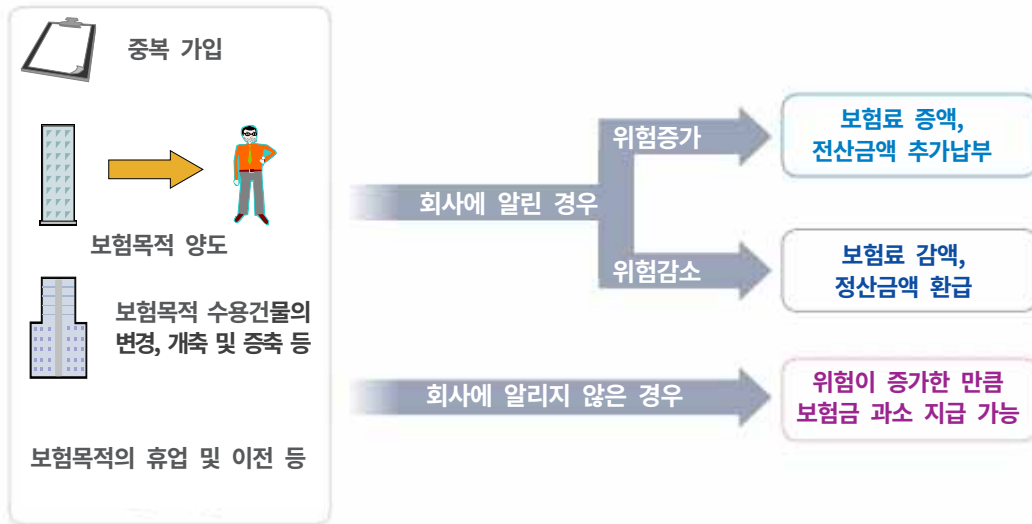 중복 가입
보험목적 양도
보험목적 수용건물의
변경, 개축 및 증축 등
보험목적의 휴업 및 이전 등
회사에 알린 경우
위험증가
위험감소
보험료 증액,
전산금액 추가납부
보험료 감액,
정산금액 환급
회사에 알리지 않은 경우
위험이 증가한 만큼
보험금 과소 지급 가능